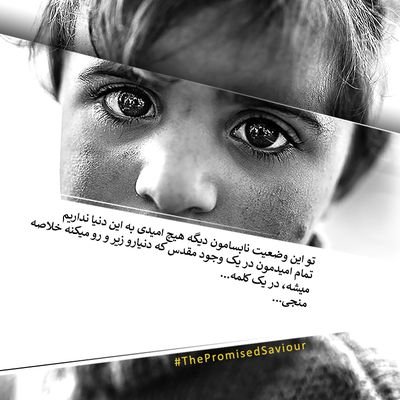 تو این وضعیت نابسامون دیگه هیچ امیدی به این دنیا نداریم
تمام امیدمون در یک وجود مقدس که دنیارو زیر و رو میکنه خلاصه
میشه، در یک کلمه...
منجی...
#ThePromisedSaviour